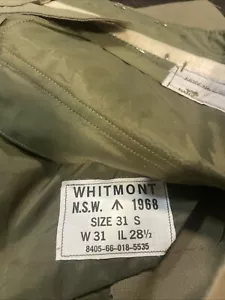 WHITMONT
N.S.W. 1968
SIZE 31 S
W 31 IL 28½
8405-66-018-5535